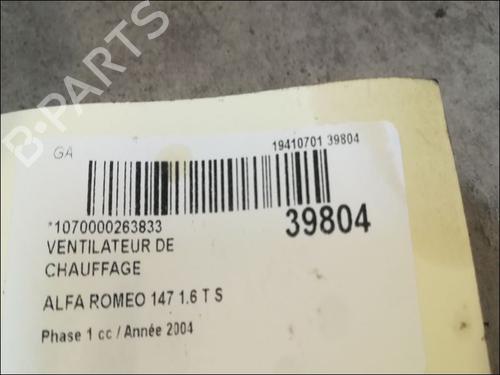 B-PARTS
GA
19410701 39804
*1070000263833
39804
VENTILATEUR DE
CHAUFFAGE
ALFA ROMEO 147 1.6 T S
Phase 1 cc / Année 2004